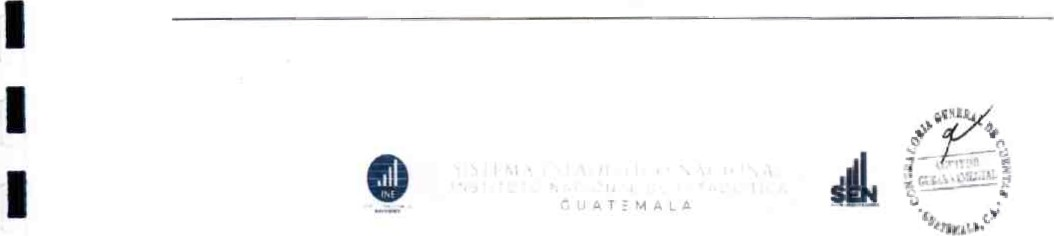 INE
SISTEMA ESTADÍSTICO NACIONAL
INSTITUTO NACIONAL DE ESTADÍSTICA
GUATEMALA
SEN
CONTRALORIA GENERAL DE CUENTAS
GUATEMALA, C.A.